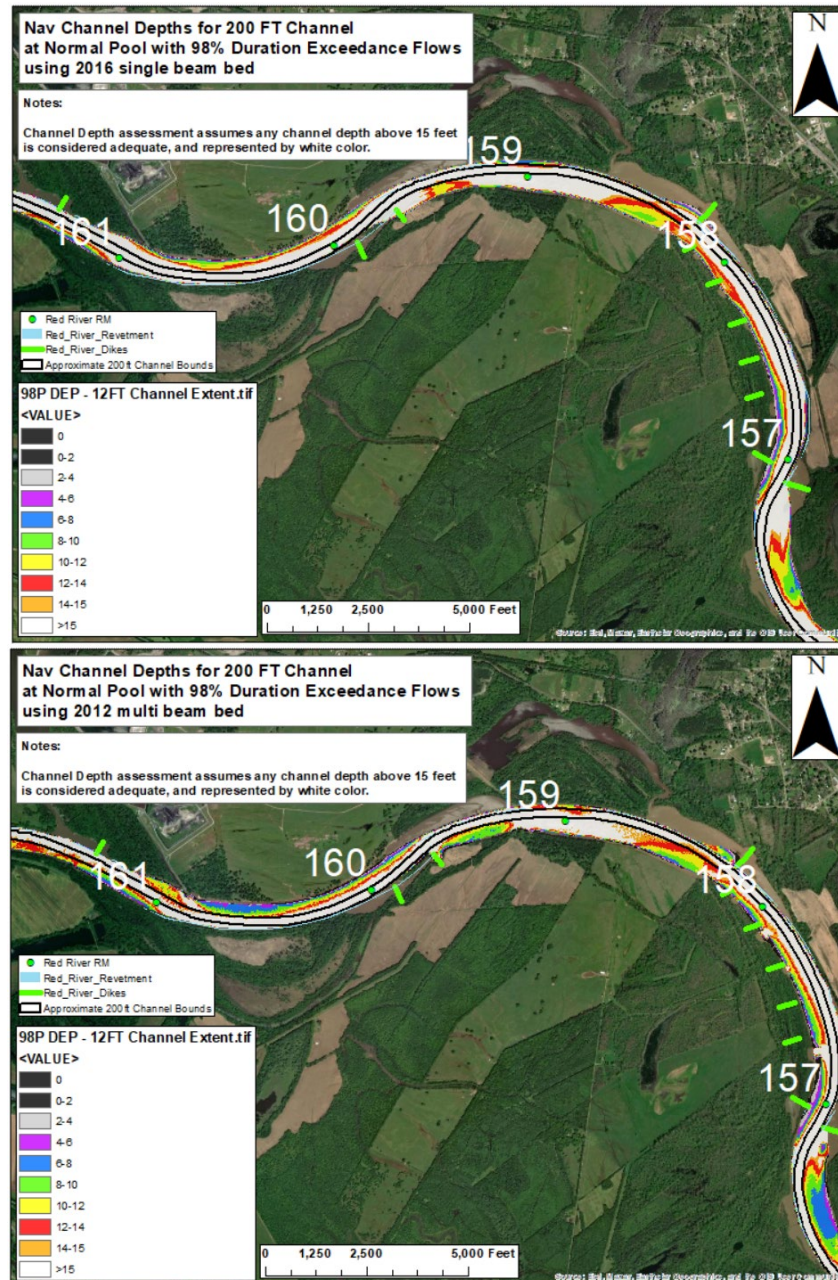 Nav Channel Depths for 200 FT Channel
at Normal Pool with 98% Duration Exceedance Flows
using 2016 single beam bed
Notes:
Channel Depth assessment assumes any channel depth above 15 feet
is considered adequate, and represented by white color.
N
159
160
161
158
157
Red River RM
Red_River_Revetment
Red_River_Dikes
Approximate 200ft Channel Bounds
98P DEP - 12FT Channel Extent.tif
<VALUE>
0
0-2
2-4
4-6
6-8
8-10
10-12
12-14
14-15
>15
0 1,250 2,500 5,000 Feet
Nav Channel Depths for 200 FT Channel
at Normal Pool with 98% Duration Exceedance Flows
using 2012 multi beam bed
Notes:
Channel Depth assessment assumes any channel depth above 15 feet
is considered adequate, and represented by white color.
N
159
160
161
158
157
Red River RM
Red_River_Revetment
Red_River_Dikes
Approximate 200ft Channel Bounds
98P DEP - 12FT Channel Extent.tif
<VALUE>
0
0-2
2-4
4-6
6-8
8-10
10-12
12-14
14-15
>15
0 1,250 2,500 5,000 Feet